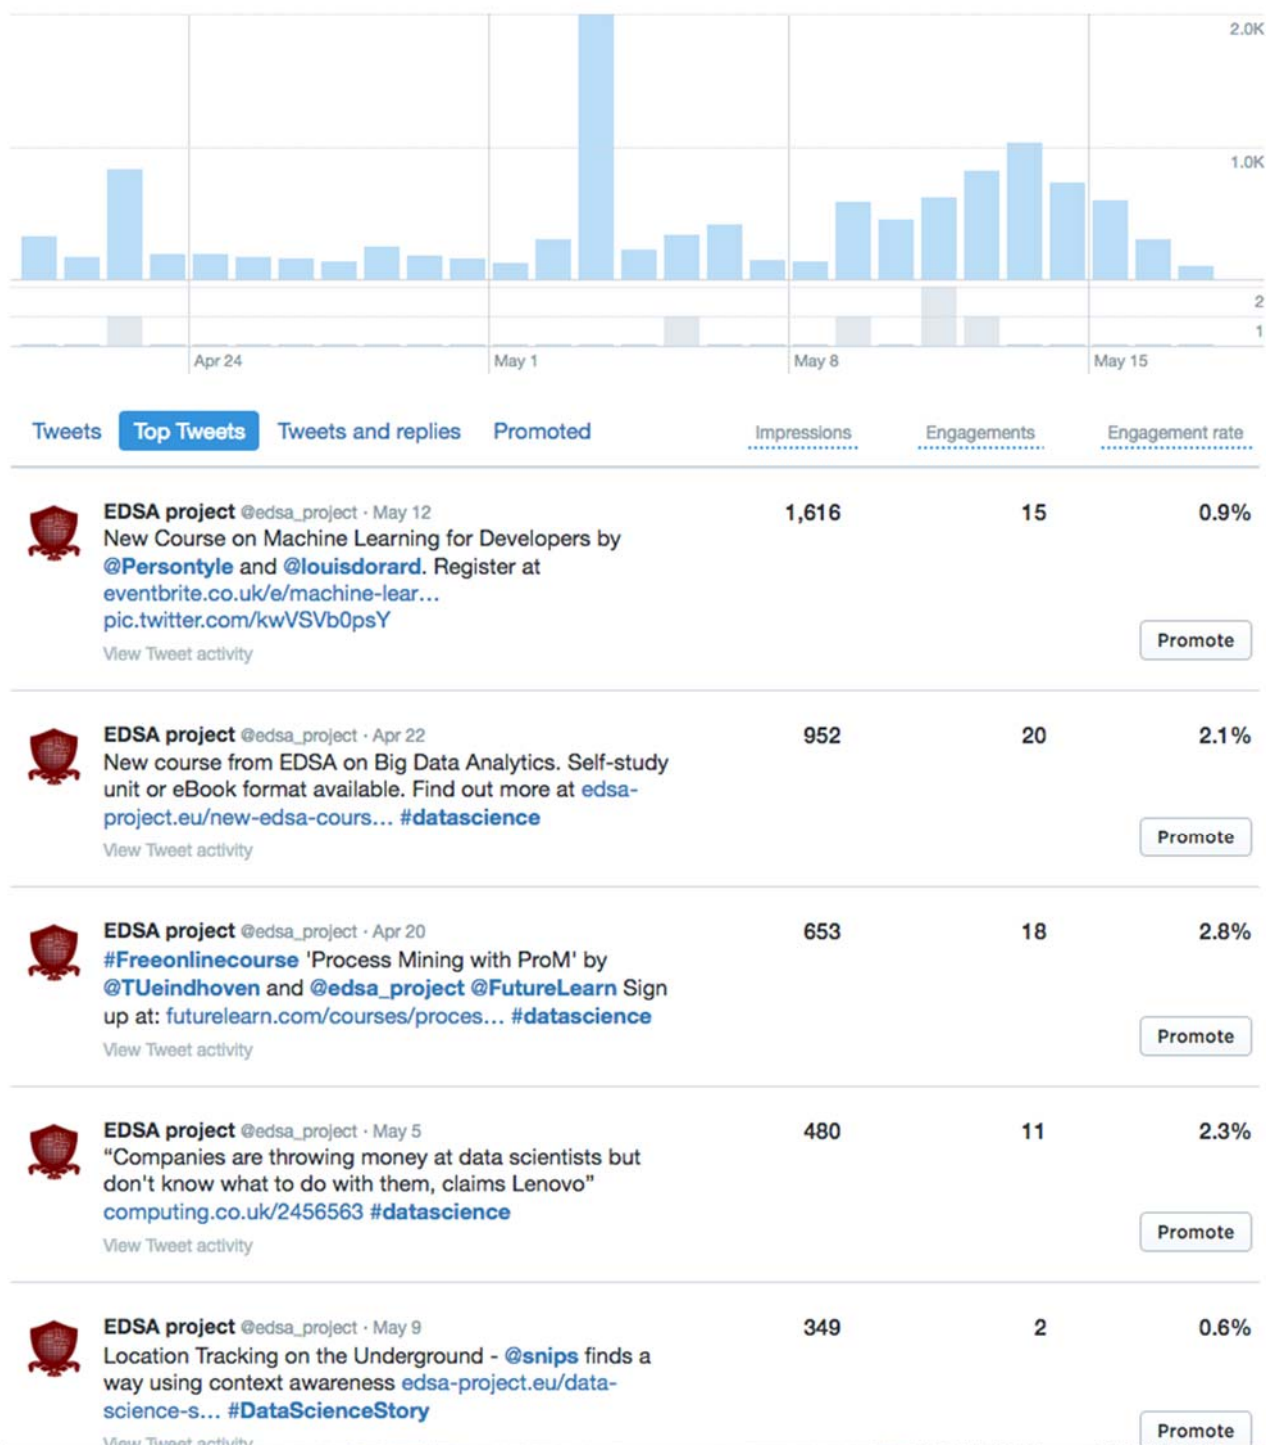 2.0K
1.0K
2
1
Apr 24 May 1 May 8 May 15
Tweets Top Tweets Tweets and replies Promoted Impressions Engagements Engagement rate
EDSA project @edsa_project · May 12 1,616 15 0.9%
New Course on Machine Learning for Developers by
@Persontyle and @louisdorard. Register at
eventbrite.co.uk/e/machine-lear…
pic.twitter.com/kwVSVb0psY
Promote
View Tweet activity
EDSA project @edsa_project · Apr 22 952 20 2.1%
New course from EDSA on Big Data Analytics. Self-study
unit or eBook format available. Find out more at edsa-
project.eu/new-edsa-cours… #datascience
Promote
View Tweet activity
EDSA project @edsa_project · Apr 20 653 18 2.8%
#Freeonlinecourse 'Process Mining with ProM' by
@TUeindhoven and @edsa_project @FutureLearn Sign
up at: futurelearn.com/courses/proces… #datascience
Promote
View Tweet activity
EDSA project @edsa_project · May 5 480 11 2.3%
“Companies are throwing money at data scientists but
don't know what to do with them, claims Lenovo”
computing.co.uk/2456563 #datascience
Promote
View Tweet activity
EDSA project @edsa_project · May 9 349 2 0.6%
Location Tracking on the Underground - @snips finds a
way using context awareness edsa-project.eu/data-
science-s… #DataScienceStory
Promote
View Tweet activity